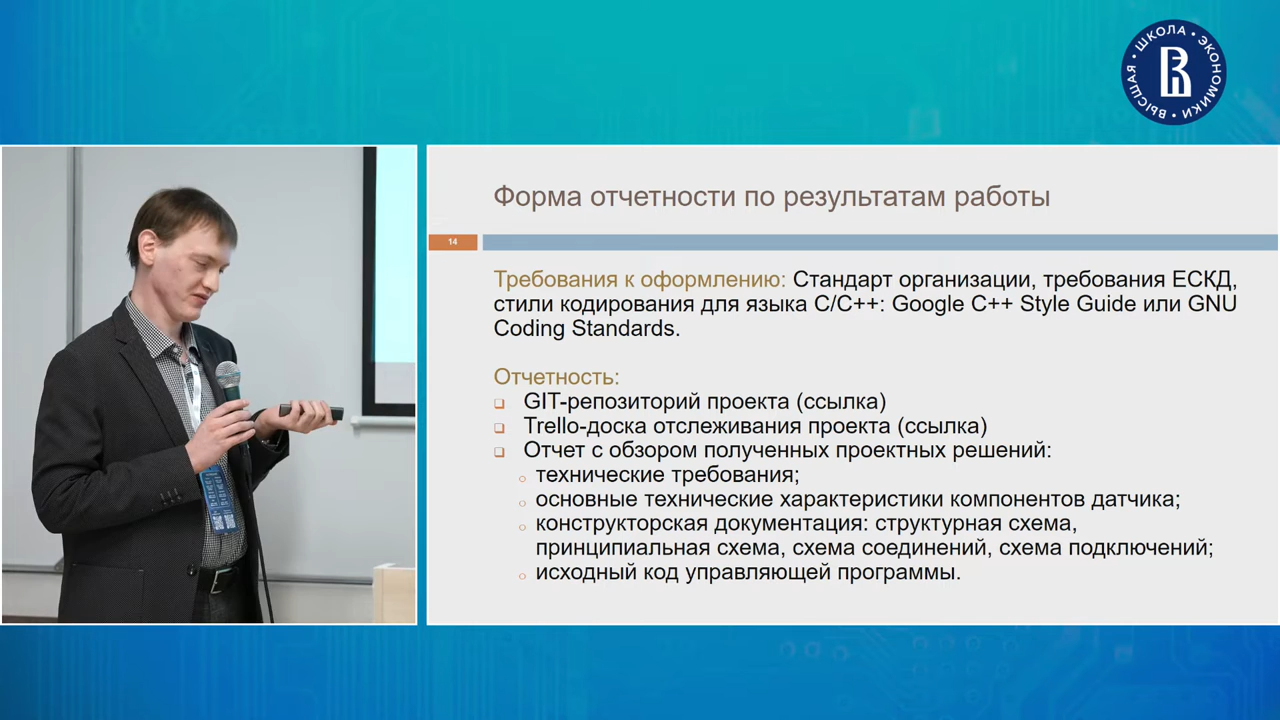 ВЫСШАЯ • ШКОЛА • ЭКОНОМИКИ •
Форма отчетности по результатам работы
14
Требования к оформлению: Стандарт организации, требования ЕСКД,
стили кодирования для языка C/C++: Google C++ Style Guide или GNU
Coding Standards.
Отчетность:
GIT-репозиторий проекта (ссылка)
Trello-доска отслеживания проекта (ссылка)
Отчет с обзором полученных проектных решений:
технические требования;
основные технические характеристики компонентов датчика;
конструкторская документация: структурная схема,
принципиальная схема, схема соединений, схема подключений;
исходный код управляющей программы.